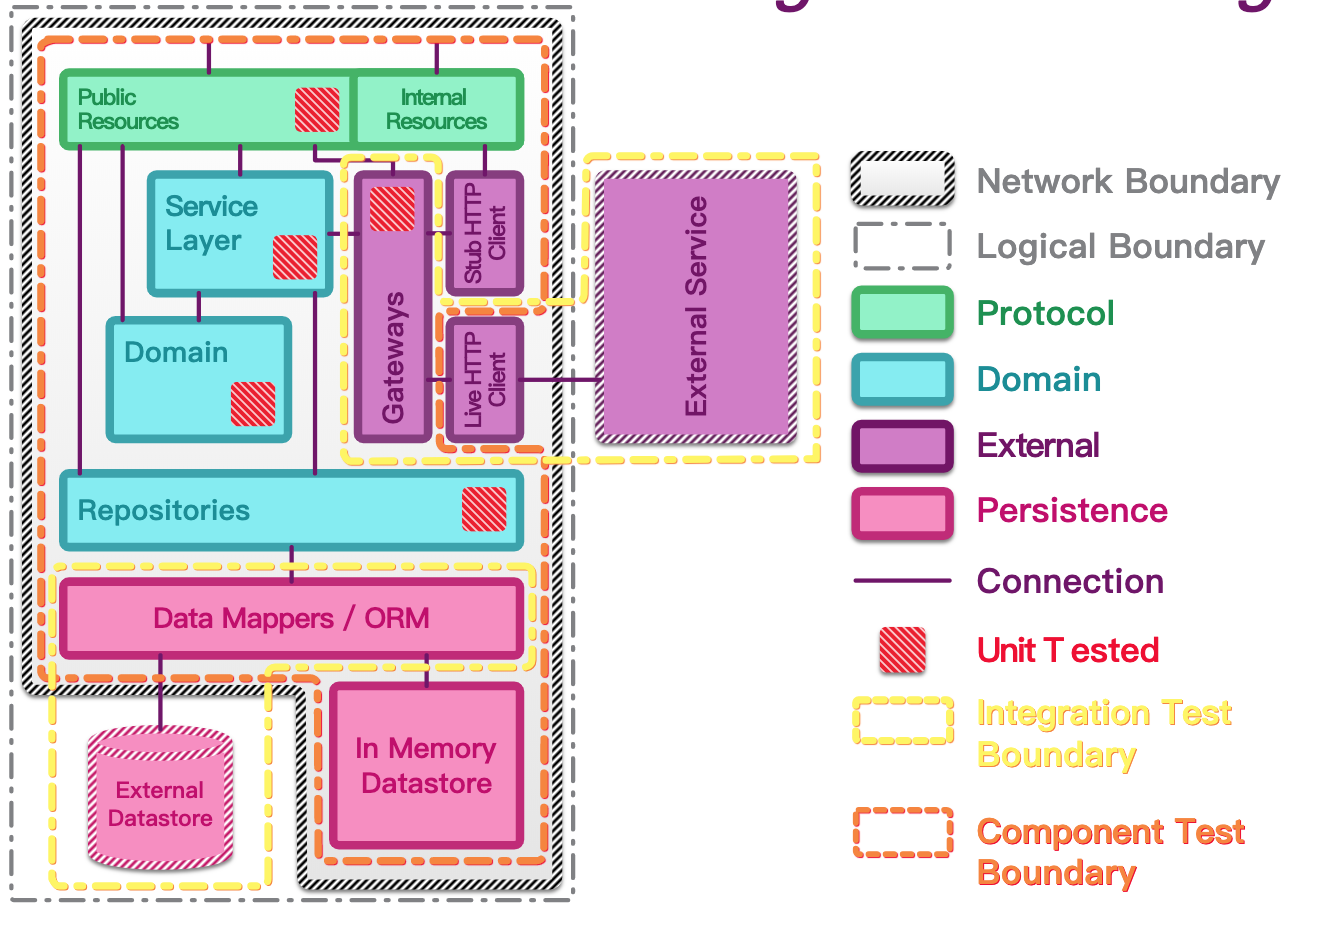 Public
Resources
Internal
Resources
Service
Layer
Domain
Gateways
Stub HTTP
Client
Live HTTP
Client
External Service
Repositories
Data Mappers / ORM
In Memory
Datastore
External
Datastore
Network Boundary
Logical Boundary
Protocol
Domain
External
Persistence
Connection
Unit T ested
Integration Test
Boundary
Component Test
Boundary